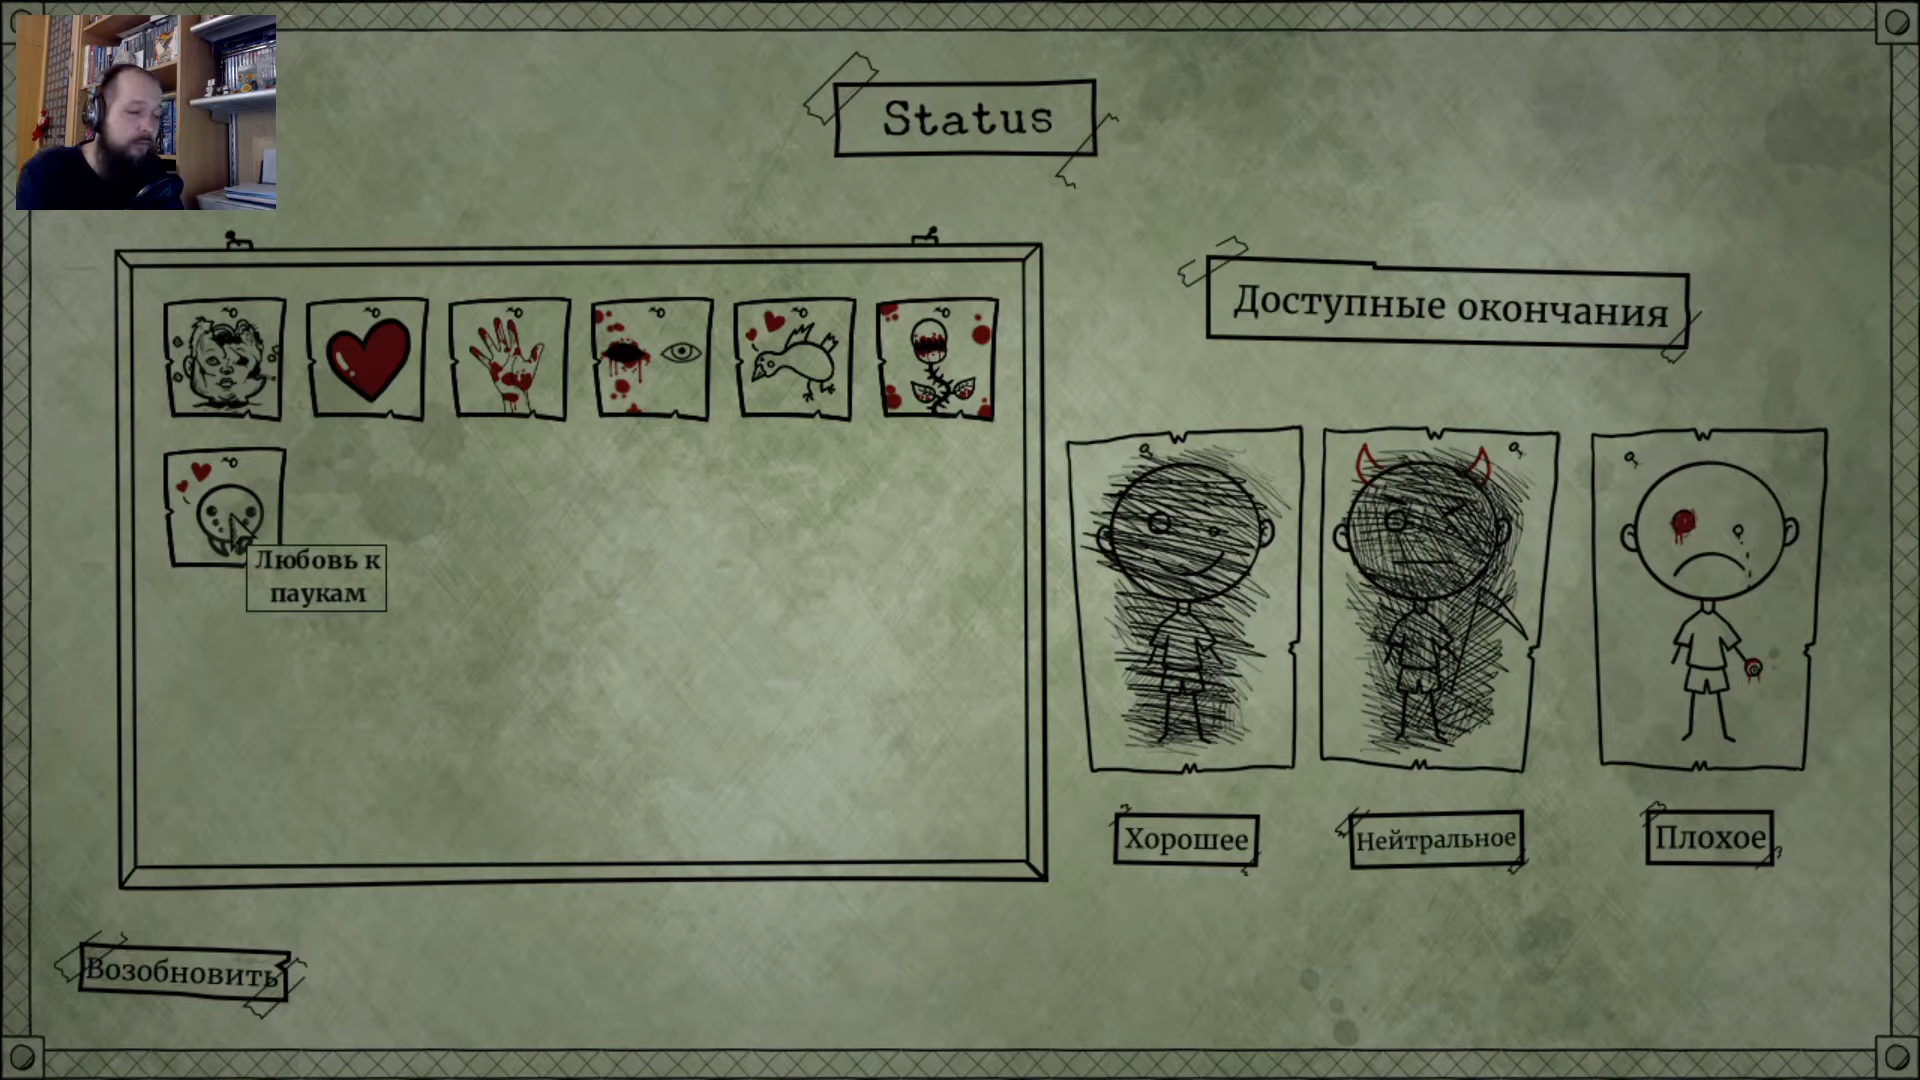 Status
Доступные окончания
Любовь к
паукам
Хорошее
Нейтральное
Плохое
Возобновить